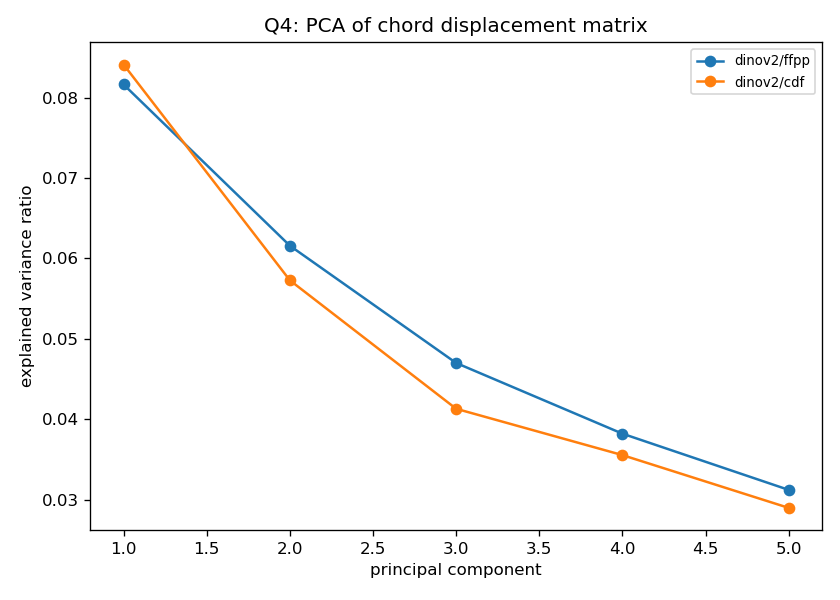 Q4: PCA of chord displacement matrix
dinov2/ffpp
dinov2/cdf
explained variance ratio
0.08
0.07
0.06
0.05
0.04
0.03
1.0 1.5 2.0 2.5 3.0 3.5 4.0 4.5 5.0
principal component